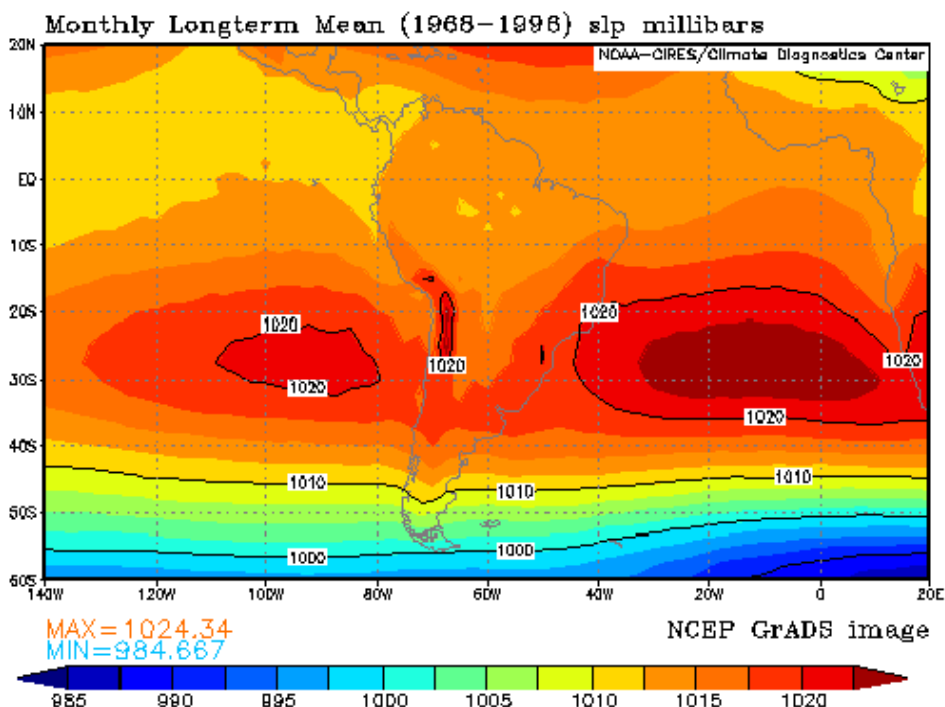 Monthly Longterm Mean (1968-1996) slp millibars
NOAA-CIRES/Climate Diagnostics Center
20N
10N
EQ
10S
20S
30S
40S
50S
60S
1020
1020
1020
1020
1020
1020
1010
1010
1010
1000
1000
140W 120W 100W 80W 60W 40W 20W 0 20E
MAX=1024.34
MIN=984.667
NCEP GrADS image
985 990 995 1000 1005 1010 1015 1020